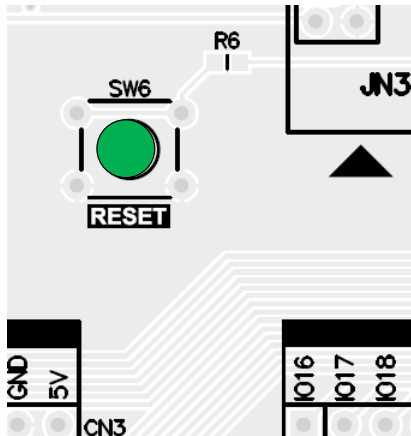 R6
SW6
JN3
RESET
GND
5V
IO16
IO17
IO18
CN3